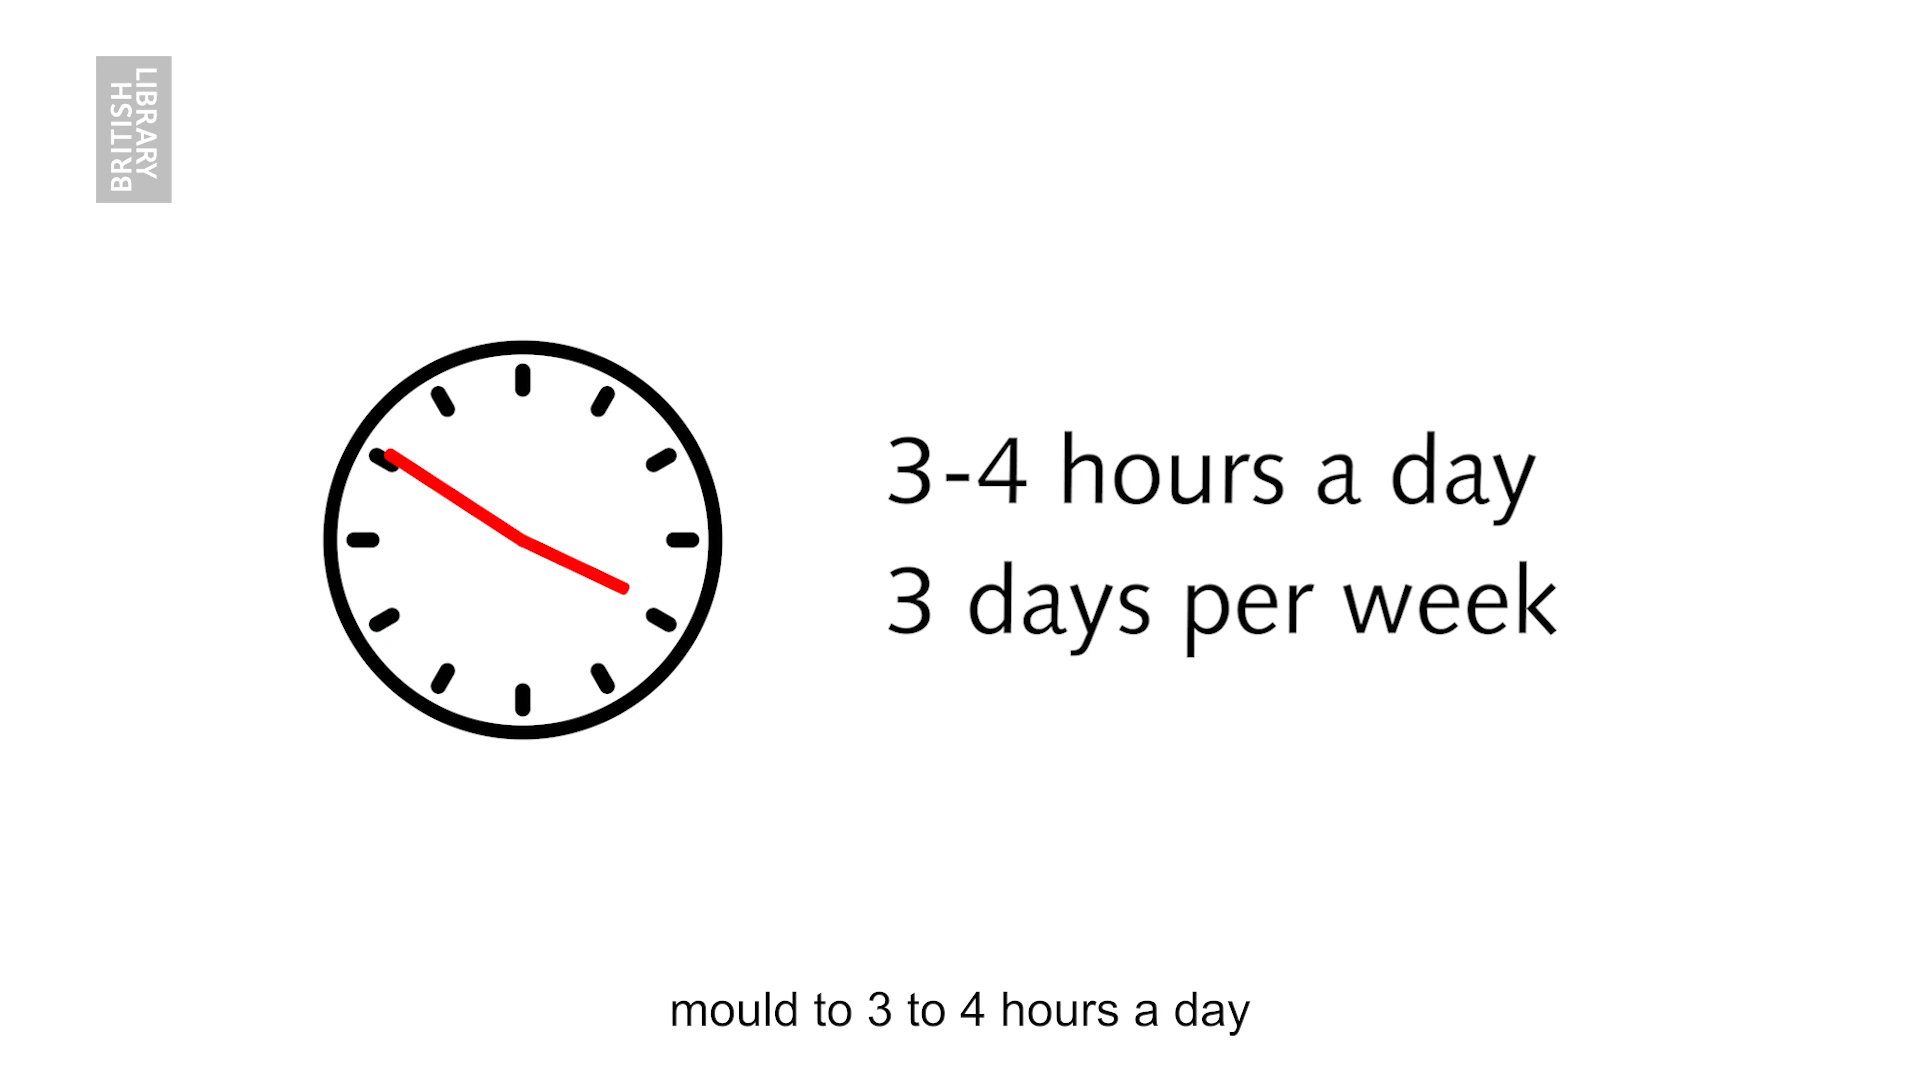 BRITISH
LIBRARY
3-4 hours a day
3 days per week
mould to 3 to 4 hours a day